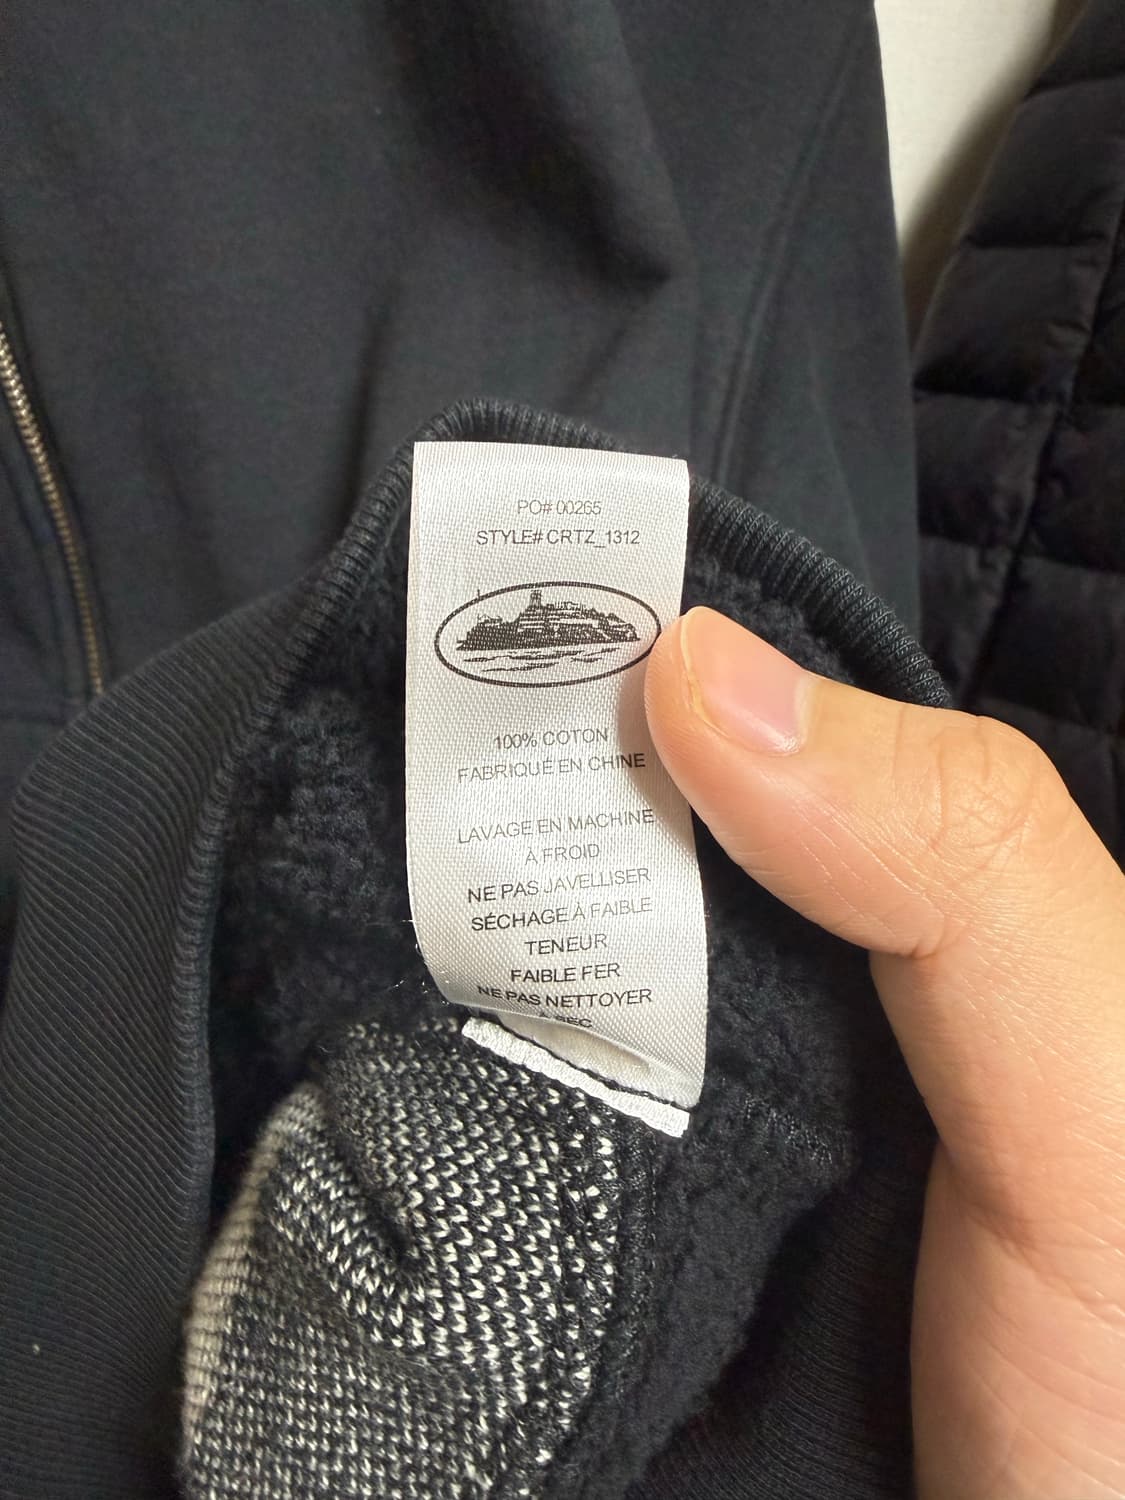 PO# 00265
STYLE# CRTZ_1312
100% COTON
FABRIQUÉ EN CHINE
LAVAGE EN MACHINE
À FROID
NE PAS JAVELLISER
SÉCHAGE À FAIBLE
TENEUR
FAIBLE FER
NE PAS NETTOYER
À SEC